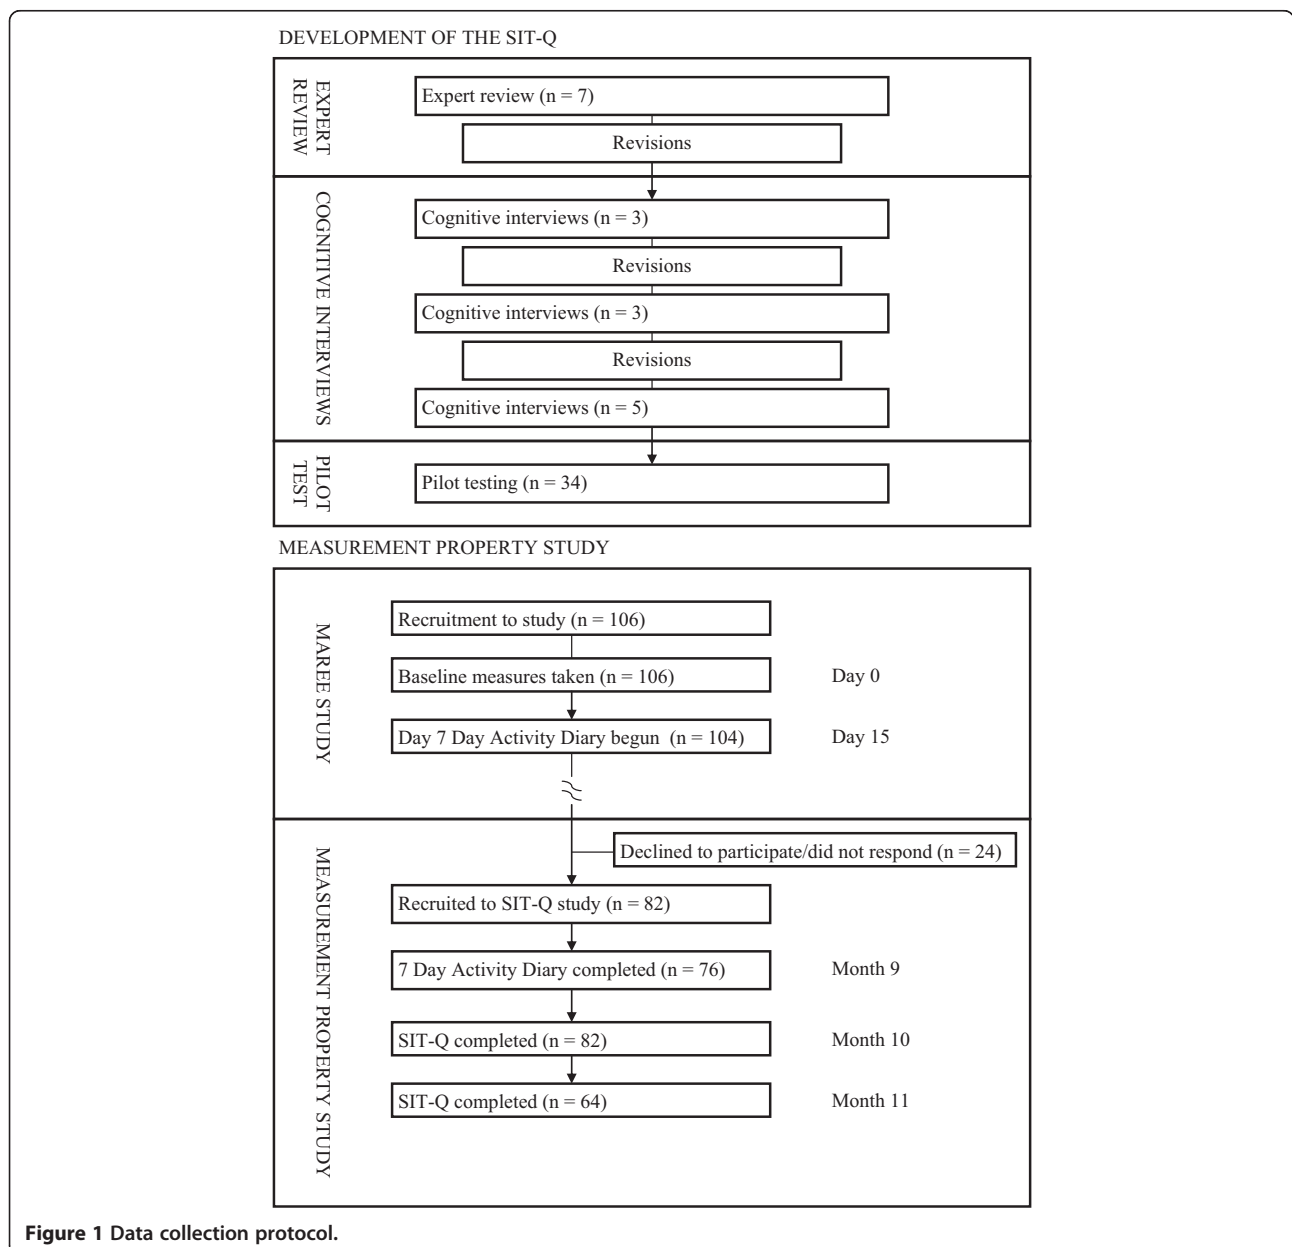 DEVELOPMENT OF THE SIT-Q
EXPERT
REVIEW
Expert review (n = 7)
Revisions
COGNITIVE INTERVIEWS
Cognitive interviews (n = 3)
Revisions
Cognitive interviews (n = 3)
Revisions
Cognitive interviews (n = 5)
PILOT
TEST
Pilot testing (n = 34)
MEASUREMENT PROPERTY STUDY
MAREE STUDY
Recruitment to study (n = 106)
Baseline measures taken (n = 106) Day 0
Day 7 Day Activity Diary begun (n = 104) Day 15
MEASUREMENT PROPERTY STUDY
Declined to participate/did not respond (n = 24)
Recruited to SIT-Q study (n = 82)
7 Day Activity Diary completed (n = 76) Month 9
SIT-Q completed (n = 82) Month 10
SIT-Q completed (n = 64) Month 11
Figure 1 Data collection protocol.